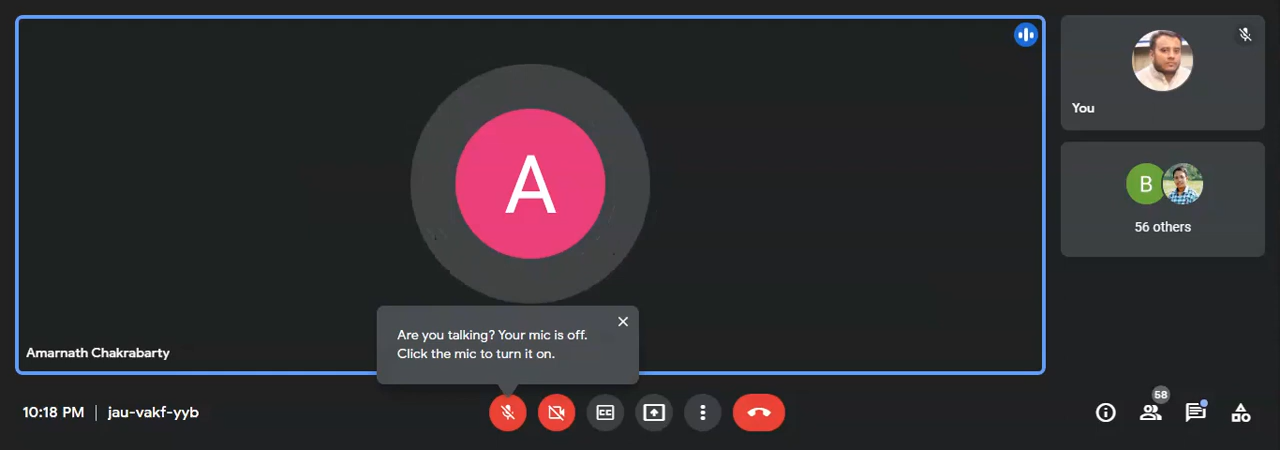 A
Amarnath Chakrabarty
You
B
56 others
Are you talking? Your mic is off.
Click the mic to turn it on.
10:18 PM | jau-vakf-yyb
CC
58